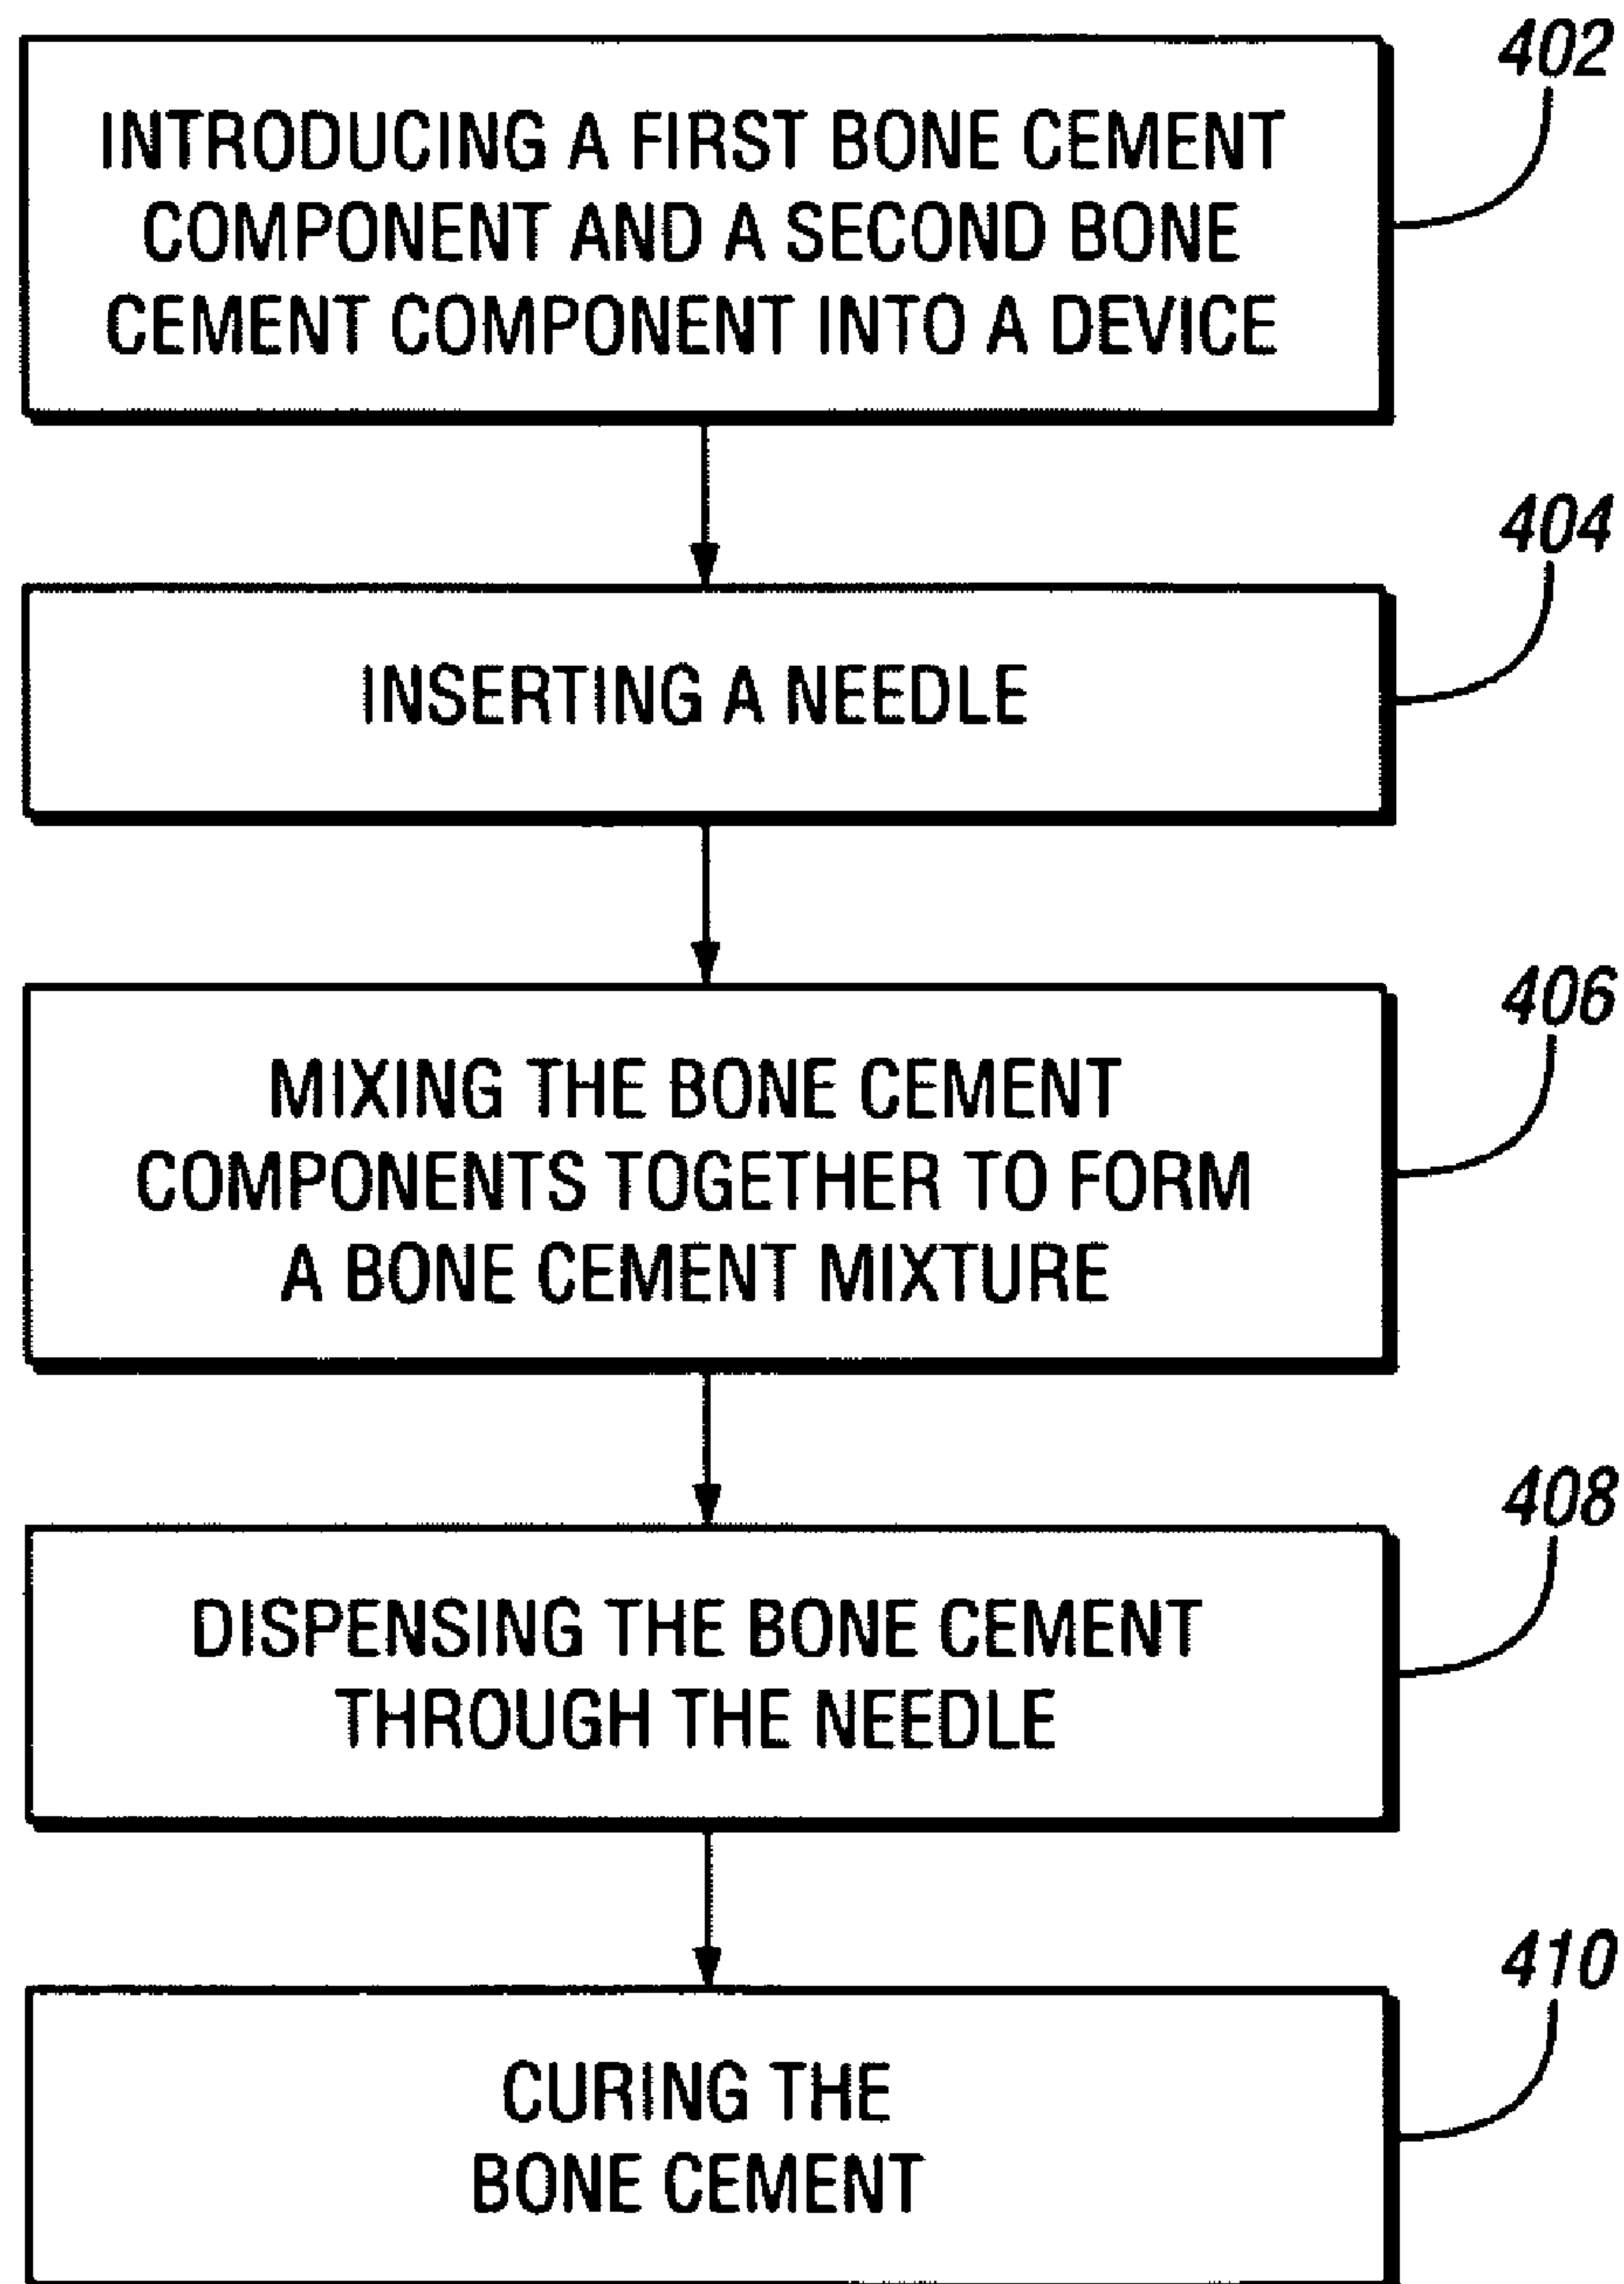 402
INTRODUCING A FIRST BONE CEMENT
COMPONENT AND A SECOND BONE
CEMENT COMPONENT INTO A DEVICE
404
INSERTING A NEEDLE
406
MIXING THE BONE CEMENT
COMPONENTS TOGETHER TO FORM
A BONE CEMENT MIXTURE
408
DISPENSING THE BONE CEMENT
THROUGH THE NEEDLE
410
CURING THE
BONE CEMENT